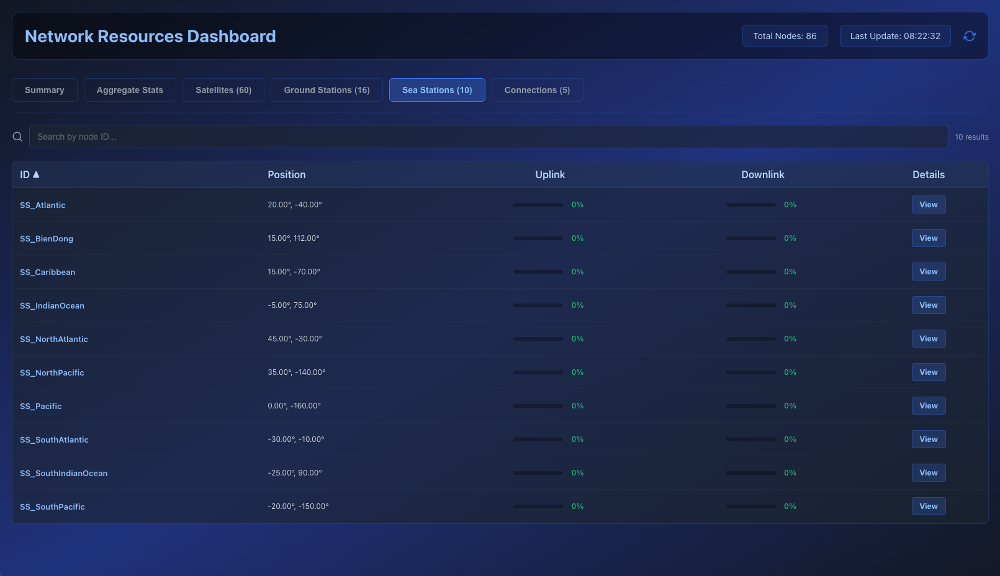 Network Resources Dashboard
Total Nodes: 86
Last Update: 08:22:32
Summary
Aggregate Stats
Satellites (60)
Ground Stations (16)
Sea Stations (10)
Connections (5)
Search by node ID...
10 results
ID ▲ Position Uplink Downlink Details
SS_Atlantic 20.00°, -40.00° 0% 0% View
SS_BienDong 15.00°, 112.00° 0% 0% View
SS_Caribbean 15.00°, -70.00° 0% 0% View
SS_IndianOcean -5.00°, 75.00° 0% 0% View
SS_NorthAtlantic 45.00°, -30.00° 0% 0% View
SS_NorthPacific 35.00°, -140.00° 0% 0% View
SS_Pacific 0.00°, -160.00° 0% 0% View
SS_SouthAtlantic -30.00°, -10.00° 0% 0% View
SS_SouthIndianOcean -25.00°, 90.00° 0% 0% View
SS_SouthPacific -20.00°, -150.00° 0% 0% View